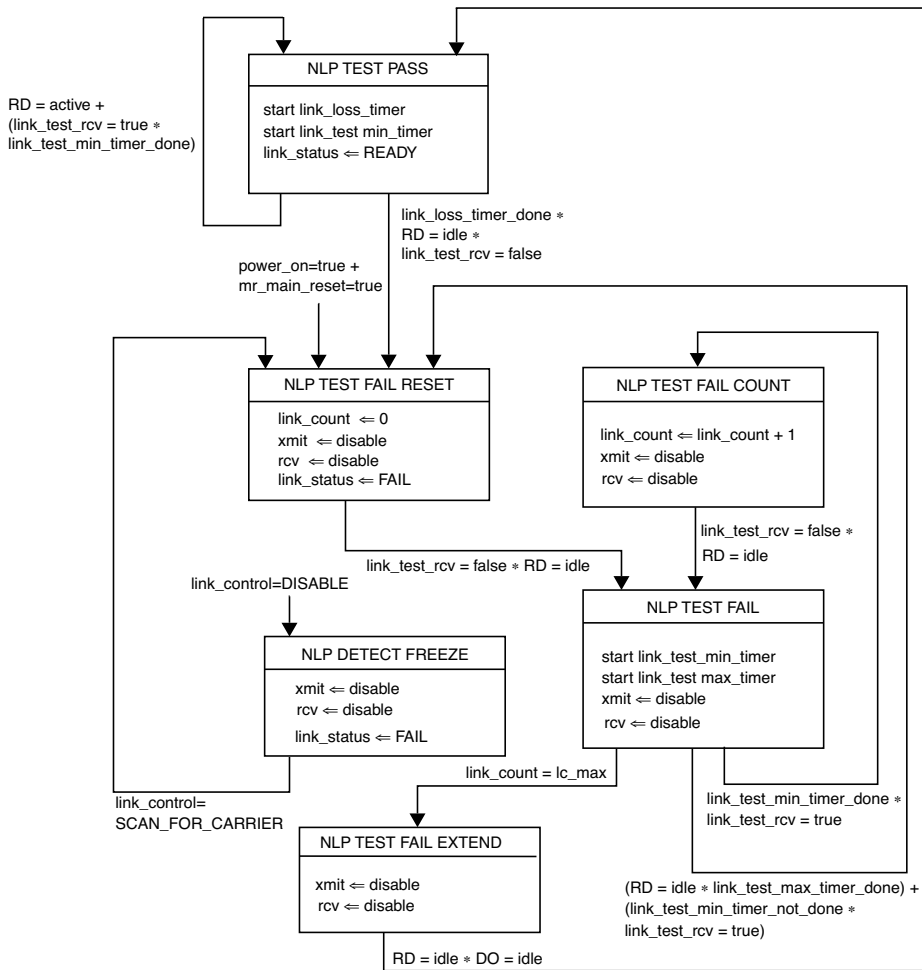 NLP TEST PASS
start link_loss_timer
start link_test min_timer
link_status ⇐ READY
RD = active +
(link_test_rcv = true ∗
link_test_min_timer_done)
link_loss_timer_done ∗
RD = idle ∗
link_test_rcv = false
power_on=true +
mr_main_reset=true
NLP TEST FAIL RESET
link_count ⇐ 0
xmit ⇐ disable
rcv ⇐ disable
link_status ⇐ FAIL
NLP TEST FAIL COUNT
link_count ⇐ link_count + 1
xmit ⇐ disable
rcv ⇐ disable
link_test_rcv = false ∗
RD = idle
link_test_rcv = false ∗ RD = idle
link_control=DISABLE
NLP DETECT FREEZE
xmit ⇐ disable
rcv ⇐ disable
link_status ⇐ FAIL
NLP TEST FAIL
start link_test_min_timer
start link_test max_timer
xmit ⇐ disable
rcv ⇐ disable
link_count = lc_max
link_control=
SCAN_FOR_CARRIER
link_test_min_timer_done ∗
link_test_rcv = true
NLP TEST FAIL EXTEND
xmit ⇐ disable
rcv ⇐ disable
(RD = idle ∗ link_test_max_timer_done) +
(link_test_min_timer_not_done ∗
link_test_rcv = true)
RD = idle ∗ DO = idle